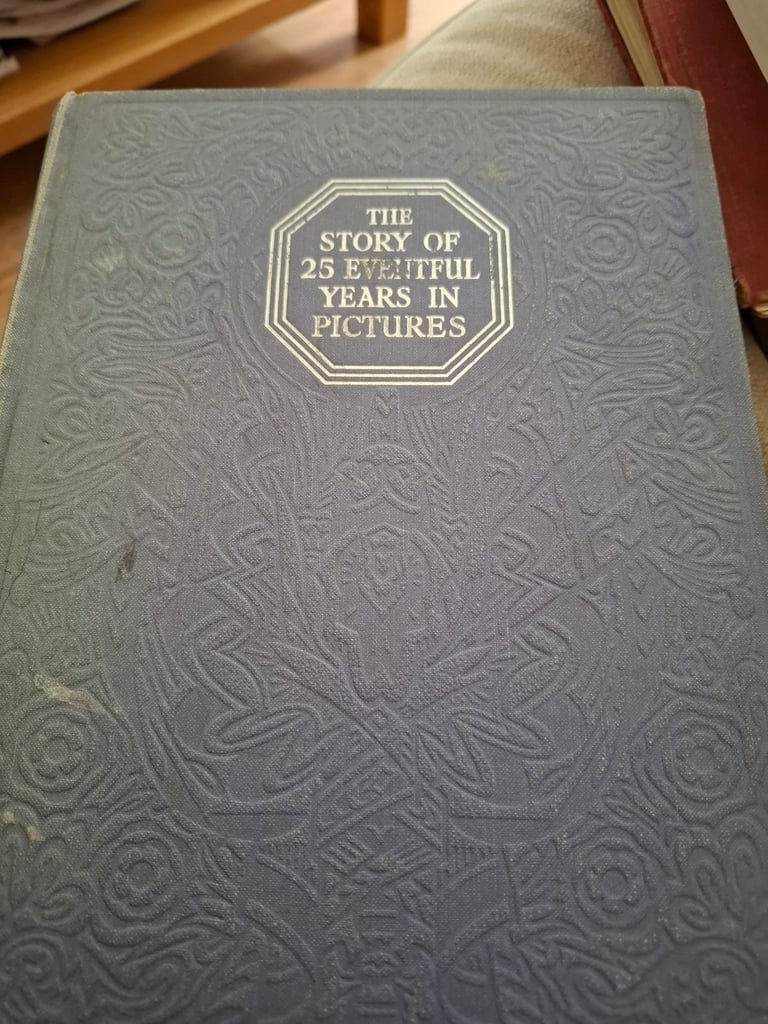 THE
STORY OF
25 EVENTFUL
YEARS IN
PICTURES